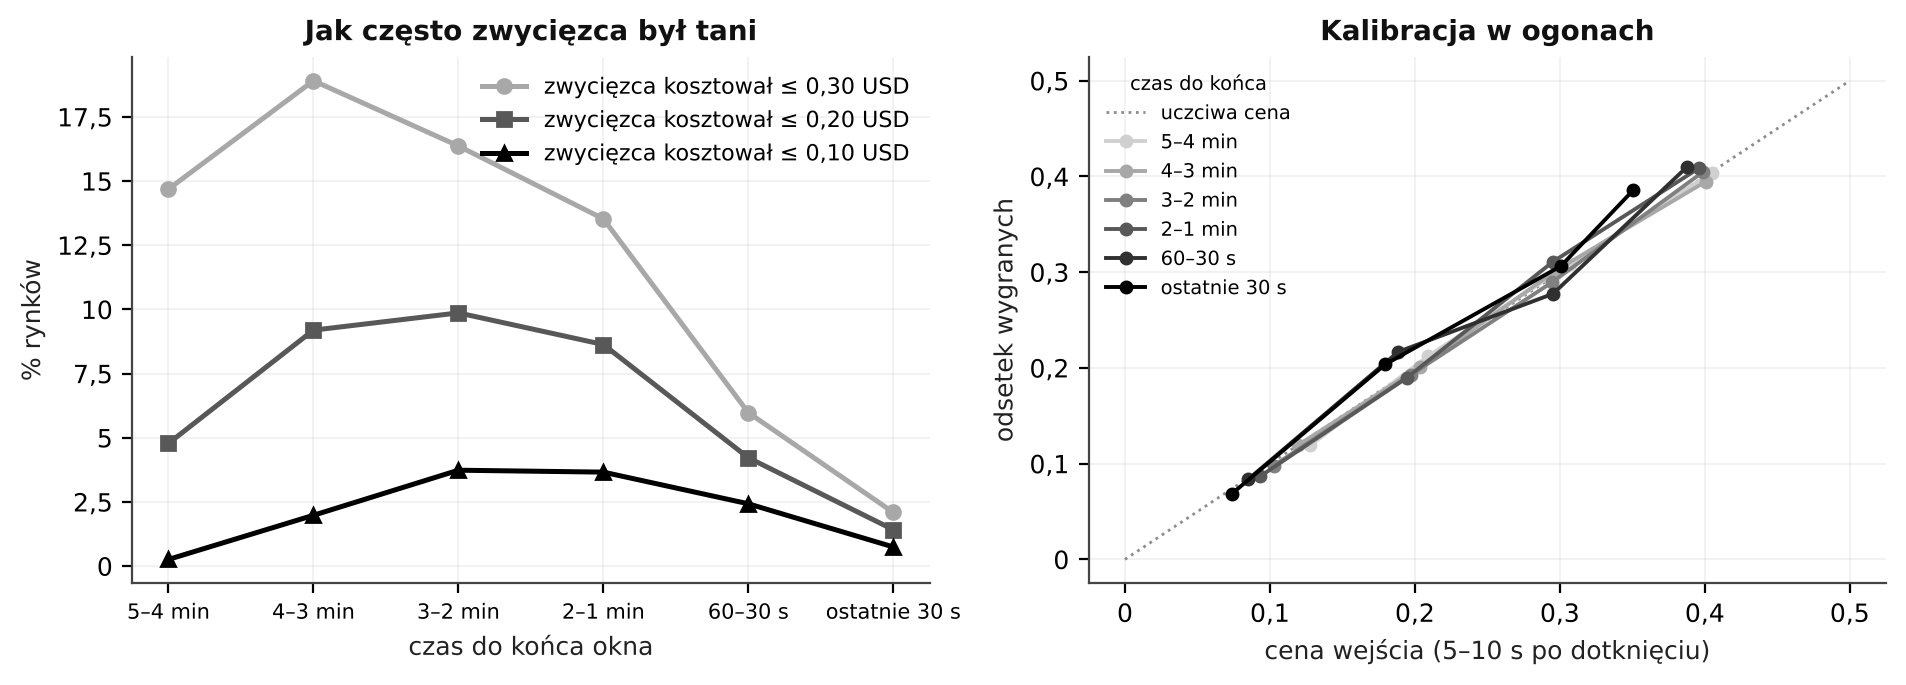 Jak często zwycięzca był tani
zwycięzca kosztował ≤ 0,30 USD
zwycięzca kosztował ≤ 0,20 USD
zwycięzca kosztował ≤ 0,10 USD
% rynków
17,5
15
12,5
10
7,5
5
2,5
0
5–4 min
4–3 min
3–2 min
2–1 min
60–30 s
ostatnie 30 s
czas do końca okna
Kalibracja w ogonach
czas do końca
uczciwa cena
5–4 min
4–3 min
3–2 min
2–1 min
60–30 s
ostatnie 30 s
odsetek wygranych
0,5
0,4
0,3
0,2
0,1
0
0
0,1
0,2
0,3
0,4
0,5
cena wejścia (5–10 s po dotknięciu)